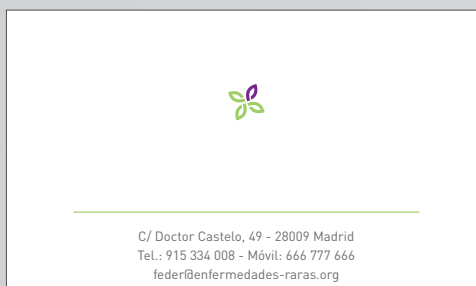 C/ Doctor Castelo, 49 - 28009 Madrid
Tel.: 915 334 008 - Móvil: 666 777 666
feder@enfermedades-raras.org